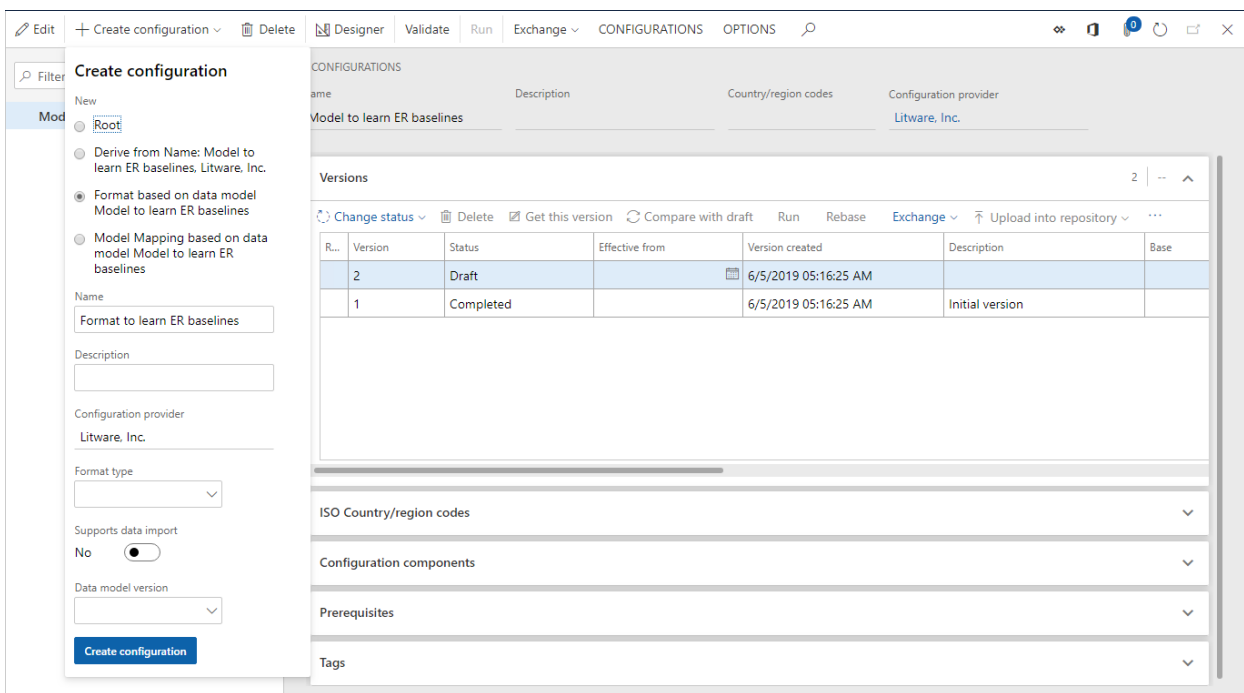 Edit
Create configuration
Delete
Designer
Validate
Run
Exchange
CONFIGURATIONS
OPTIONS
0
Filter
Mod
Create configuration
New
Root
Derive from Name: Model to
learn ER baselines, Litware, Inc.
Format based on data model
Model to learn ER baselines
Model Mapping based on data
model Model to learn ER
baselines
Name
Format to learn ER baselines
Description
Configuration provider
Litware, Inc.
Format type
Supports data import
No
Data model version
Create configuration
CONFIGURATIONS
ame
Description
Country/region codes
Configuration provider
Model to learn ER baselines
Litware, Inc.
Versions
2
--
Change status
Delete
Get this version
Compare with draft
Run
Rebase
Exchange
Upload into repository
...
R...
Version
Status
Effective from
Version created
Description
Base
2
Draft
6/5/2019 05:16:25 AM
1
Completed
6/5/2019 05:16:25 AM
Initial version
ISO Country/region codes
Configuration components
Prerequisites
Tags